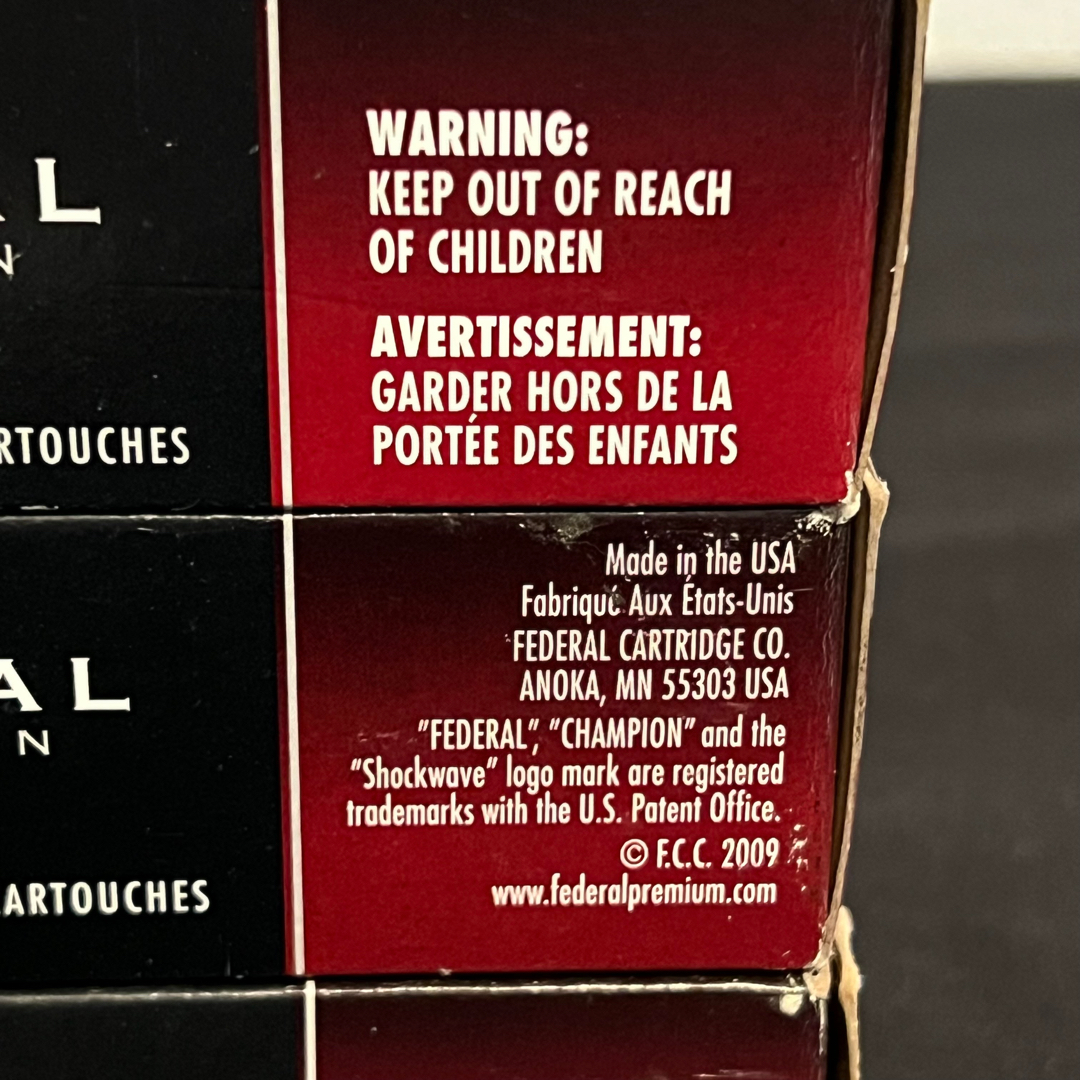 WARNING:
KEEP OUT OF REACH
OF CHILDREN
AVERTISSEMENT:
GARDER HORS DE LA
PORTÉE DES ENFANTS
AL
N
RTOUCHES
Made in the USA
Fabriqué Aux États-Unis
FEDERAL CARTRIDGE CO.
ANOKA, MN 55303 USA
"FEDERAL", "CHAMPION" and the
"Shockwave" logo mark are registered
trademarks with the U.S. Patent Office.
© F.C.C. 2009
www.federalpremium.com
AL
N
CARTOUCHES